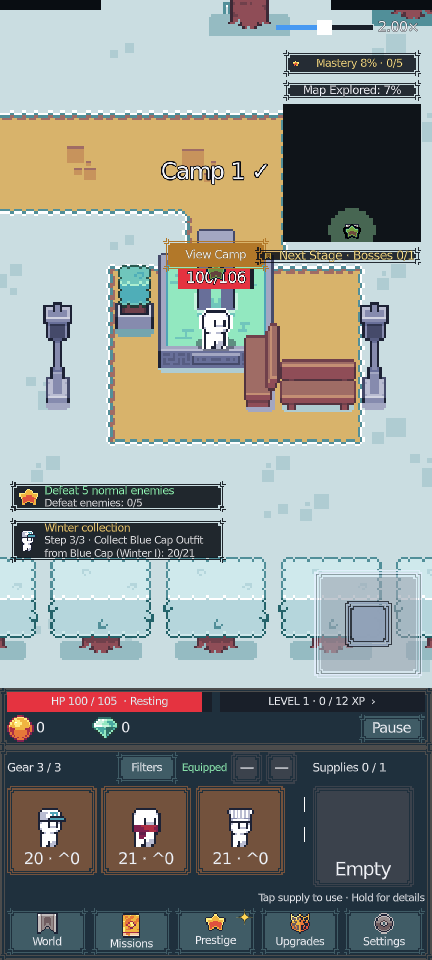 2.00×
Mastery 8% · 0/5
Map Explored: 7%
Camp 1 ✓
View Camp
Next Stage · Bosses 0/1
100/106
Defeat 5 normal enemies
Defeat enemies: 0/5
Winter collection
Step 3/3 · Collect Blue Cap Outfit
from Blue Cap (Winter I): 20/21
HP 100 / 105 · Resting
LEVEL 1 · 0 / 12 XP ›
0
0
Pause
Gear 3 / 3
Filters
Equipped
—
—
Supplies 0 / 1
20 · ^0
21 · ^0
21 · ^0
Empty
Tap supply to use · Hold for details
World
Missions
Prestige
Upgrades
Settings